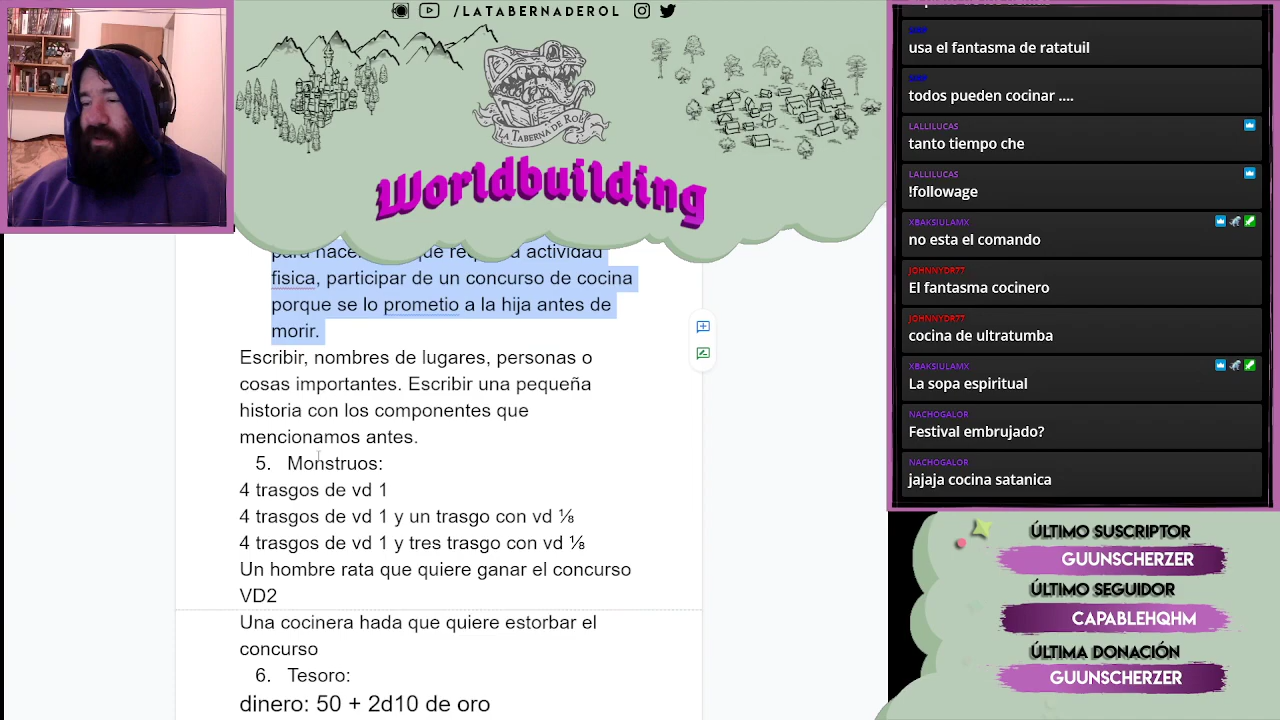 /LATABERNADEROL
LA TABERNA DE ROL
Worldbuilding
actividad
fisica, participar de un concurso de cocina
porque se lo prometio a la hija antes de
morir.
Escribir, nombres de lugares, personas o
cosas importantes. Escribir una pequeña
historia con los componentes que
mencionamos antes.
5. Monstruos:
4 trasgos de vd 1
4 trasgos de vd 1 y un trasgo con vd ⅛
4 trasgos de vd 1 y tres trasgo con vd ⅛
Un hombre rata que quiere ganar el concurso
VD2
Una cocinera hada que quiere estorbar el
concurso
6. Tesoro:
dinero: 50 + 2d10 de oro
usa el fantasma de ratatuil
todos pueden cocinar ....
LALLILUCAS
tanto tiempo che
LALLILUCAS
!followage
XBAKSIULAMX
no esta el comando
JOHNNYDR77
El fantasma cocinero
JOHNNYDR77
cocina de ultratumba
XBAKSIULAMX
La sopa espiritual
NACHOGALOR
Festival embrujado?
NACHOGALOR
jajaja cocina satanica
ÚLTIMO SUSCRIPTOR
GUUNSCHERZER
ÚLTIMO SEGUIDOR
CAPABLEHQHM
ÚLTIMA DONACIÓN
GUUNSCHERZER